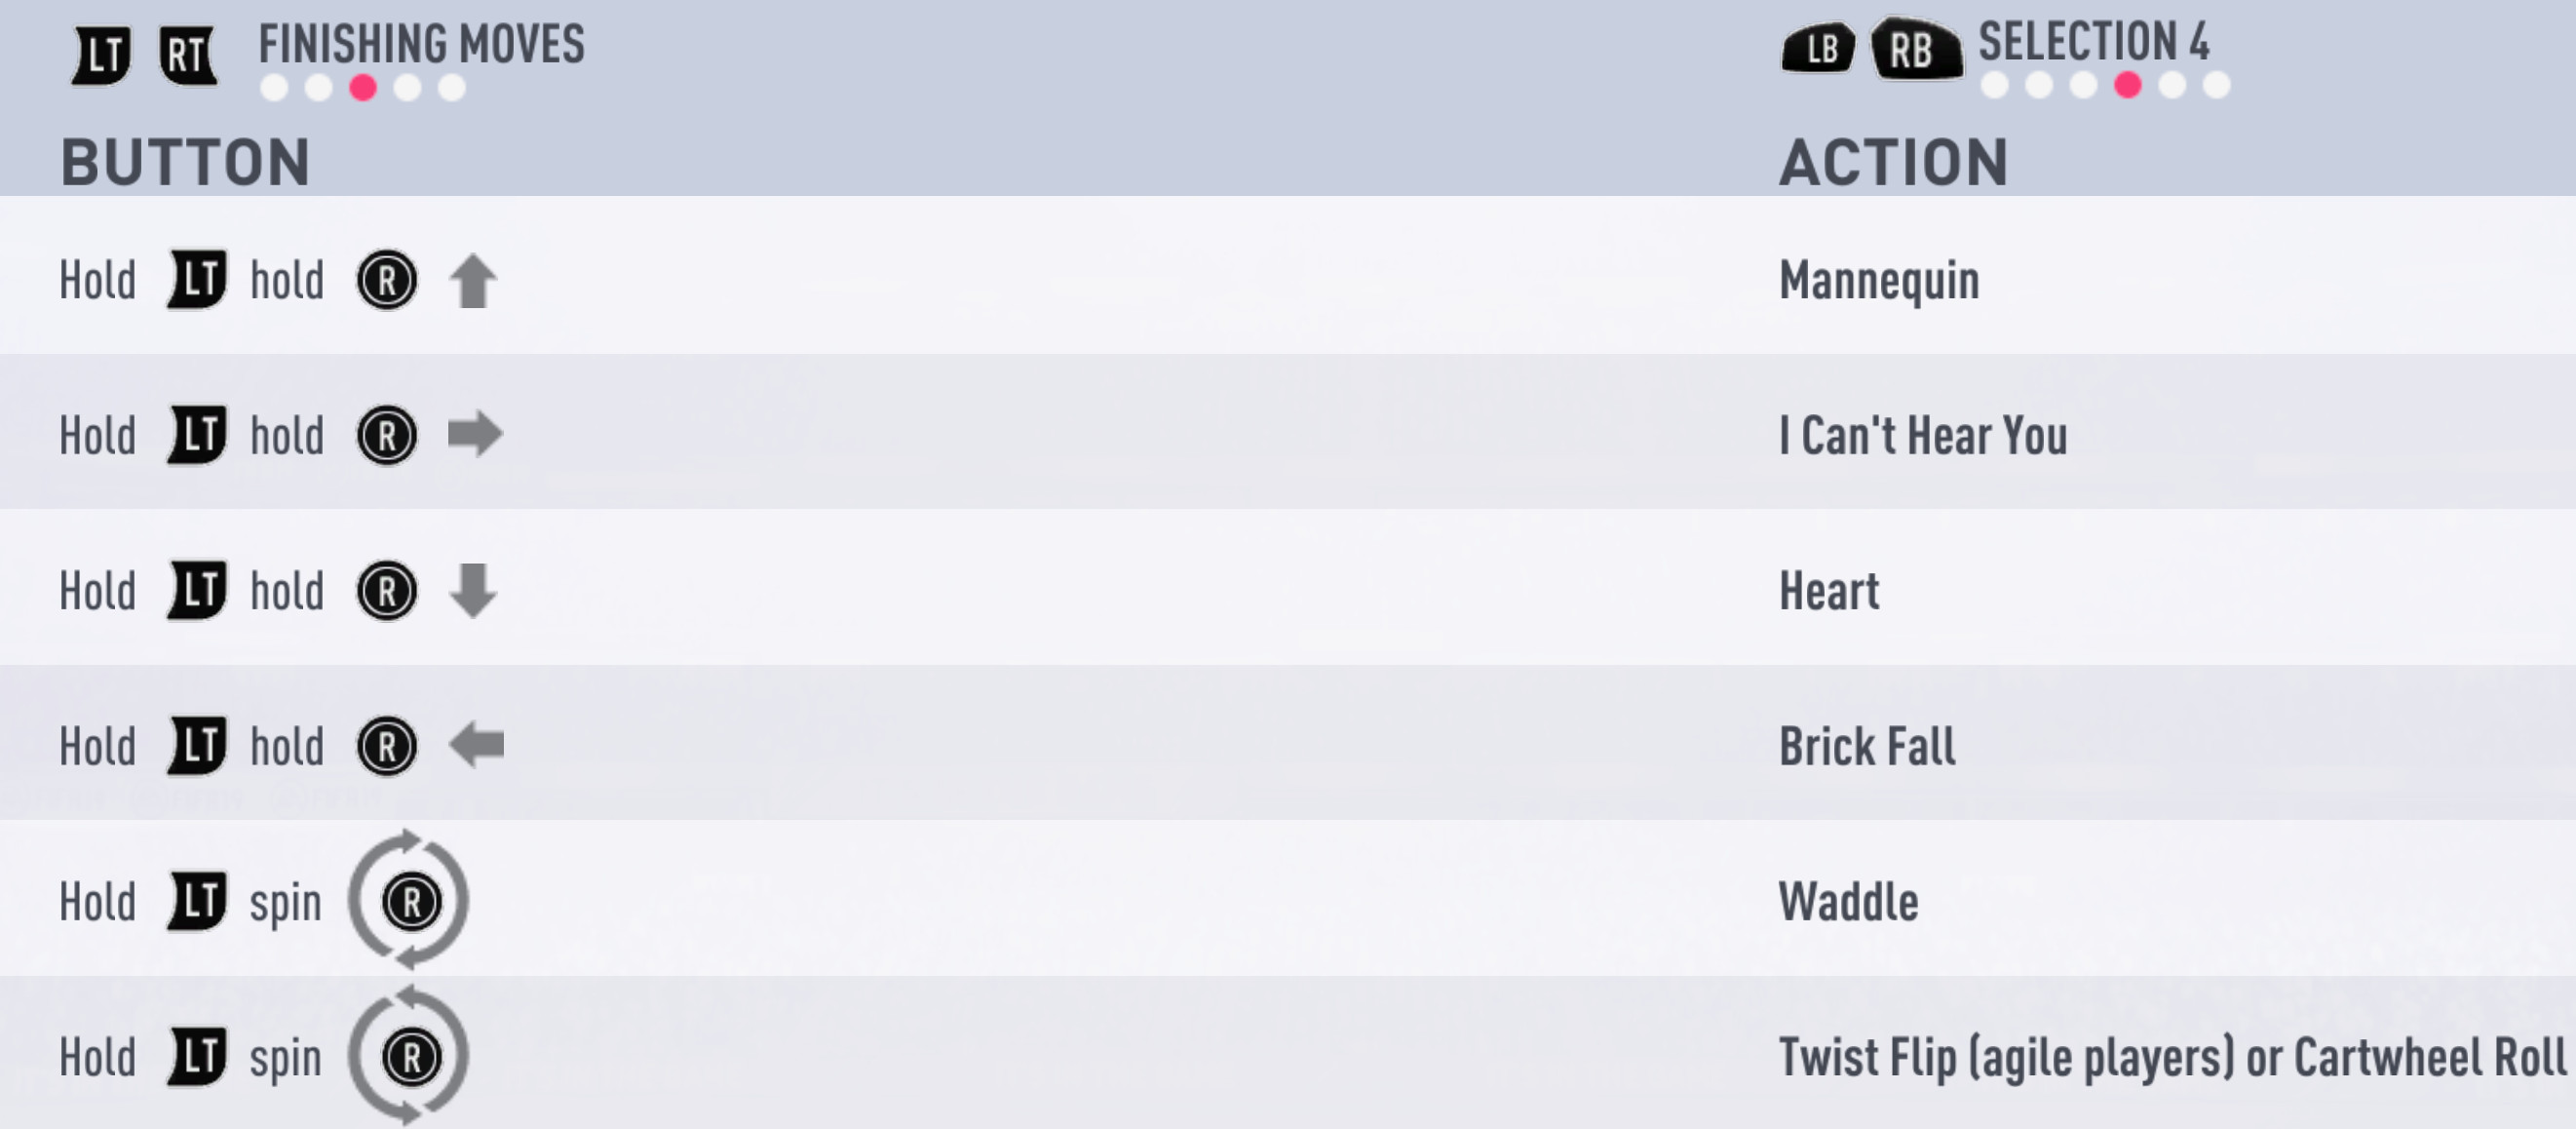 LT RT FINISHING MOVES
LB RB SELECTION 4
BUTTON ACTION
Hold LT hold R Mannequin
Hold LT hold R I Can't Hear You
Hold LT hold R Heart
Hold LT hold R Brick Fall
Hold LT spin R Waddle
Hold LT spin R Twist Flip (agile players) or Cartwheel Roll